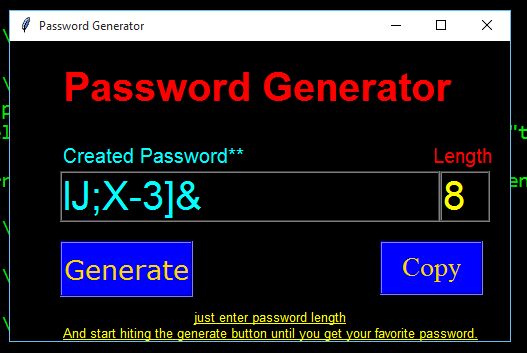 Password Generator
Password Generator
Created Password** Length
lJ;X-3]& 8
Generate Copy
just enter password length
And start hiting the generate button until you get your favorite password.